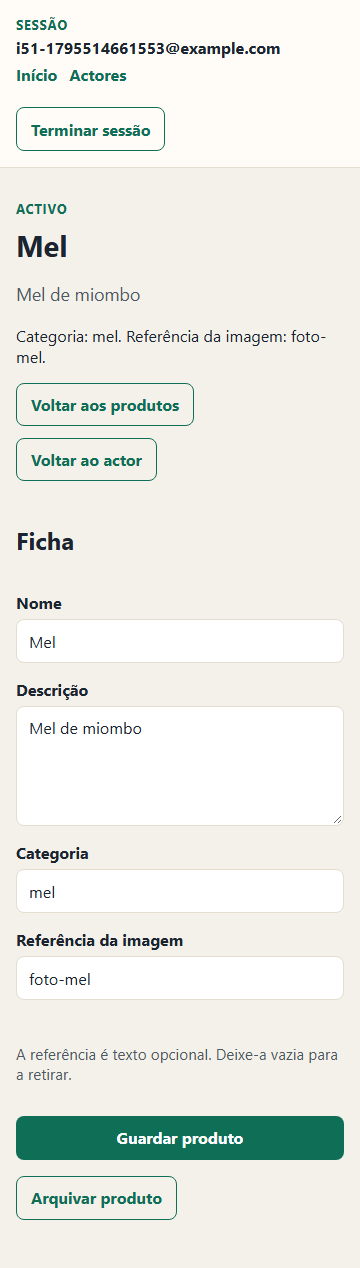 SESSÃO
i51-1795514661553@example.com
Início Actores
Terminar sessão
ACTIVO
Mel
Mel de miombo
Categoria: mel. Referência da imagem: foto-
mel.
Voltar aos produtos
Voltar ao actor
Ficha
Nome
Mel
Descrição
Mel de miombo
Categoria
mel
Referência da imagem
foto-mel
A referência é texto opcional. Deixe-a vazia para
a retirar.
Guardar produto
Arquivar produto